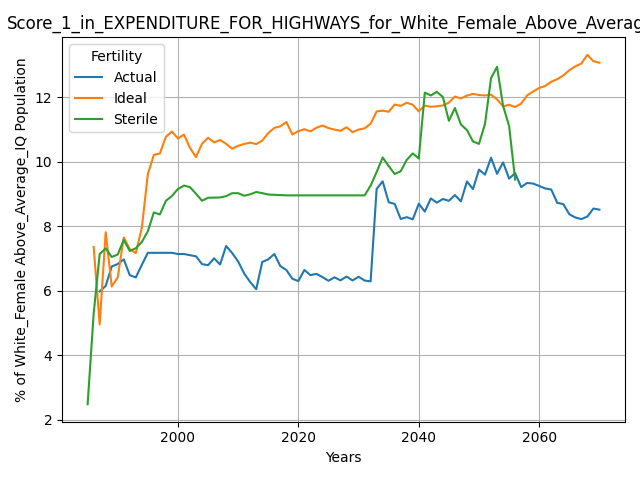 Score_1_in_EXPENDITURE_FOR_HIGHWAYS_for_White_Female_Above_Averag
Fertility
Actual
Ideal
Sterile
% of White_Female Above_Average_IQ Population
12
10
8
6
4
2
2000 2020 2040 2060
Years